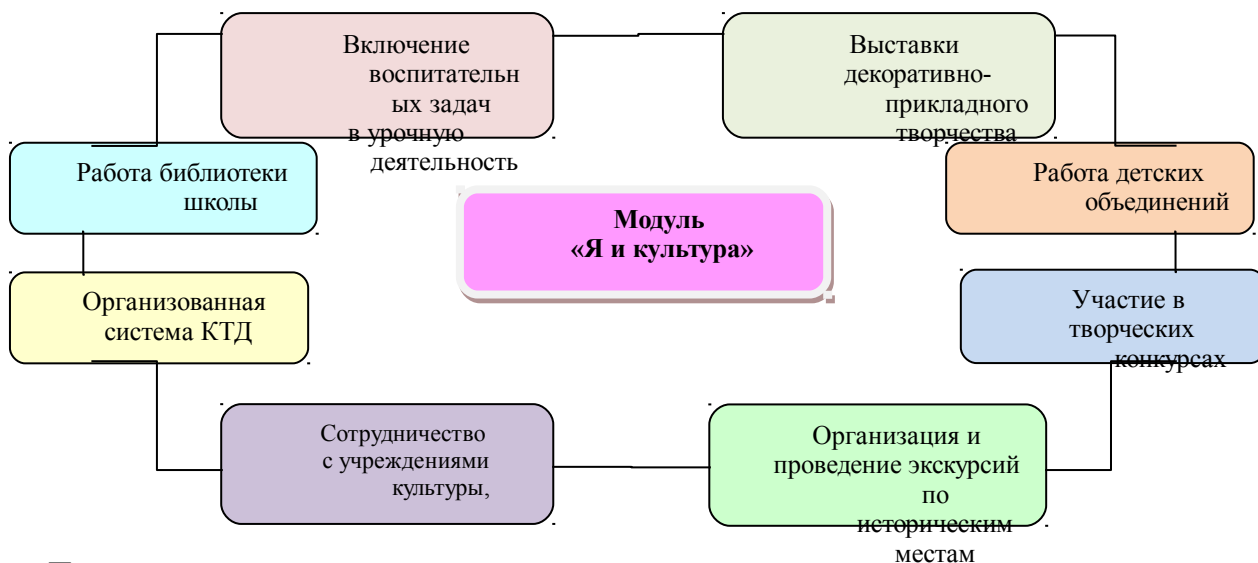 Включение
воспитательн
ых задач
в урочную
деятельность
Выставки
декоративно-
прикладного
творчества
Работа библиотеки
школы
Модуль
«Я и культура»
Работа детских
объединений
Организованная
система КТД
Участие в
творческих
конкурсах
Сотрудничество
с учреждениями
культуры,
Организация и
проведение экскурсий
по
историческим
местам